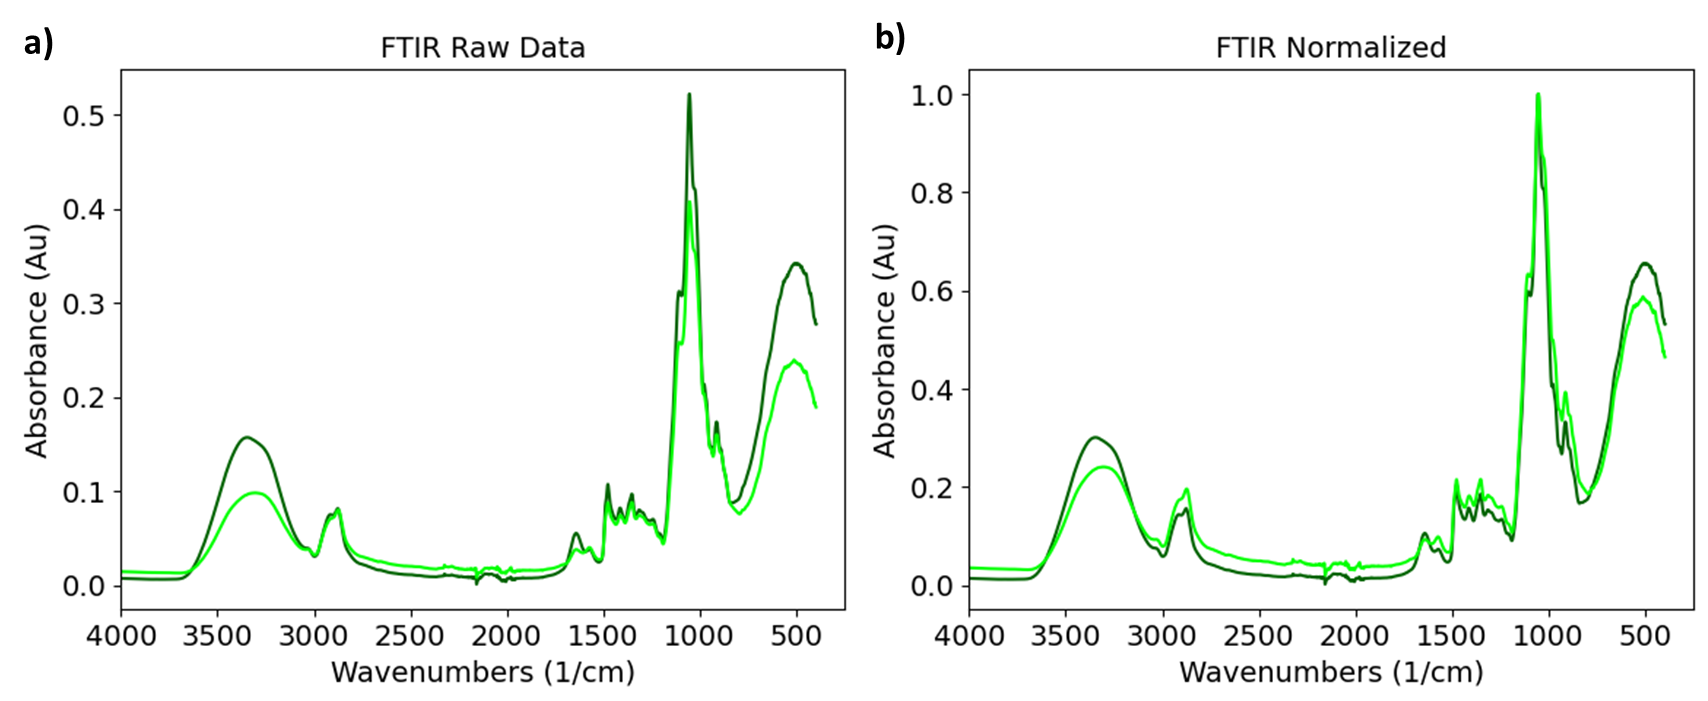 a)
FTIR Raw Data
Absorbance (Au)
0.5
0.4
0.3
0.2
0.1
0.0
4000 3500 3000 2500 2000 1500 1000 500
Wavenumbers (1/cm)
b)
FTIR Normalized
Absorbance (Au)
1.0
0.8
0.6
0.4
0.2
0.0
4000 3500 3000 2500 2000 1500 1000 500
Wavenumbers (1/cm)